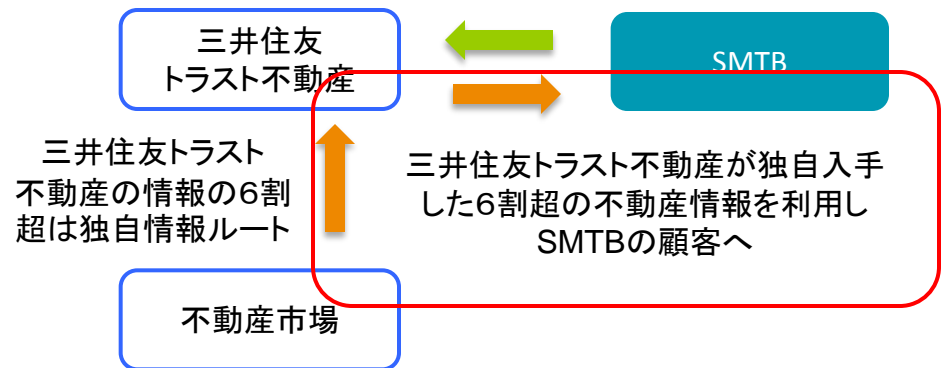 三井住友
トラスト不動産
SMTB
三井住友トラスト
不動産の情報の6割
超は独自情報ルート
三井住友トラスト不動産が独自入手
した6割超の不動産情報を利用し
SMTBの顧客へ
不動産市場